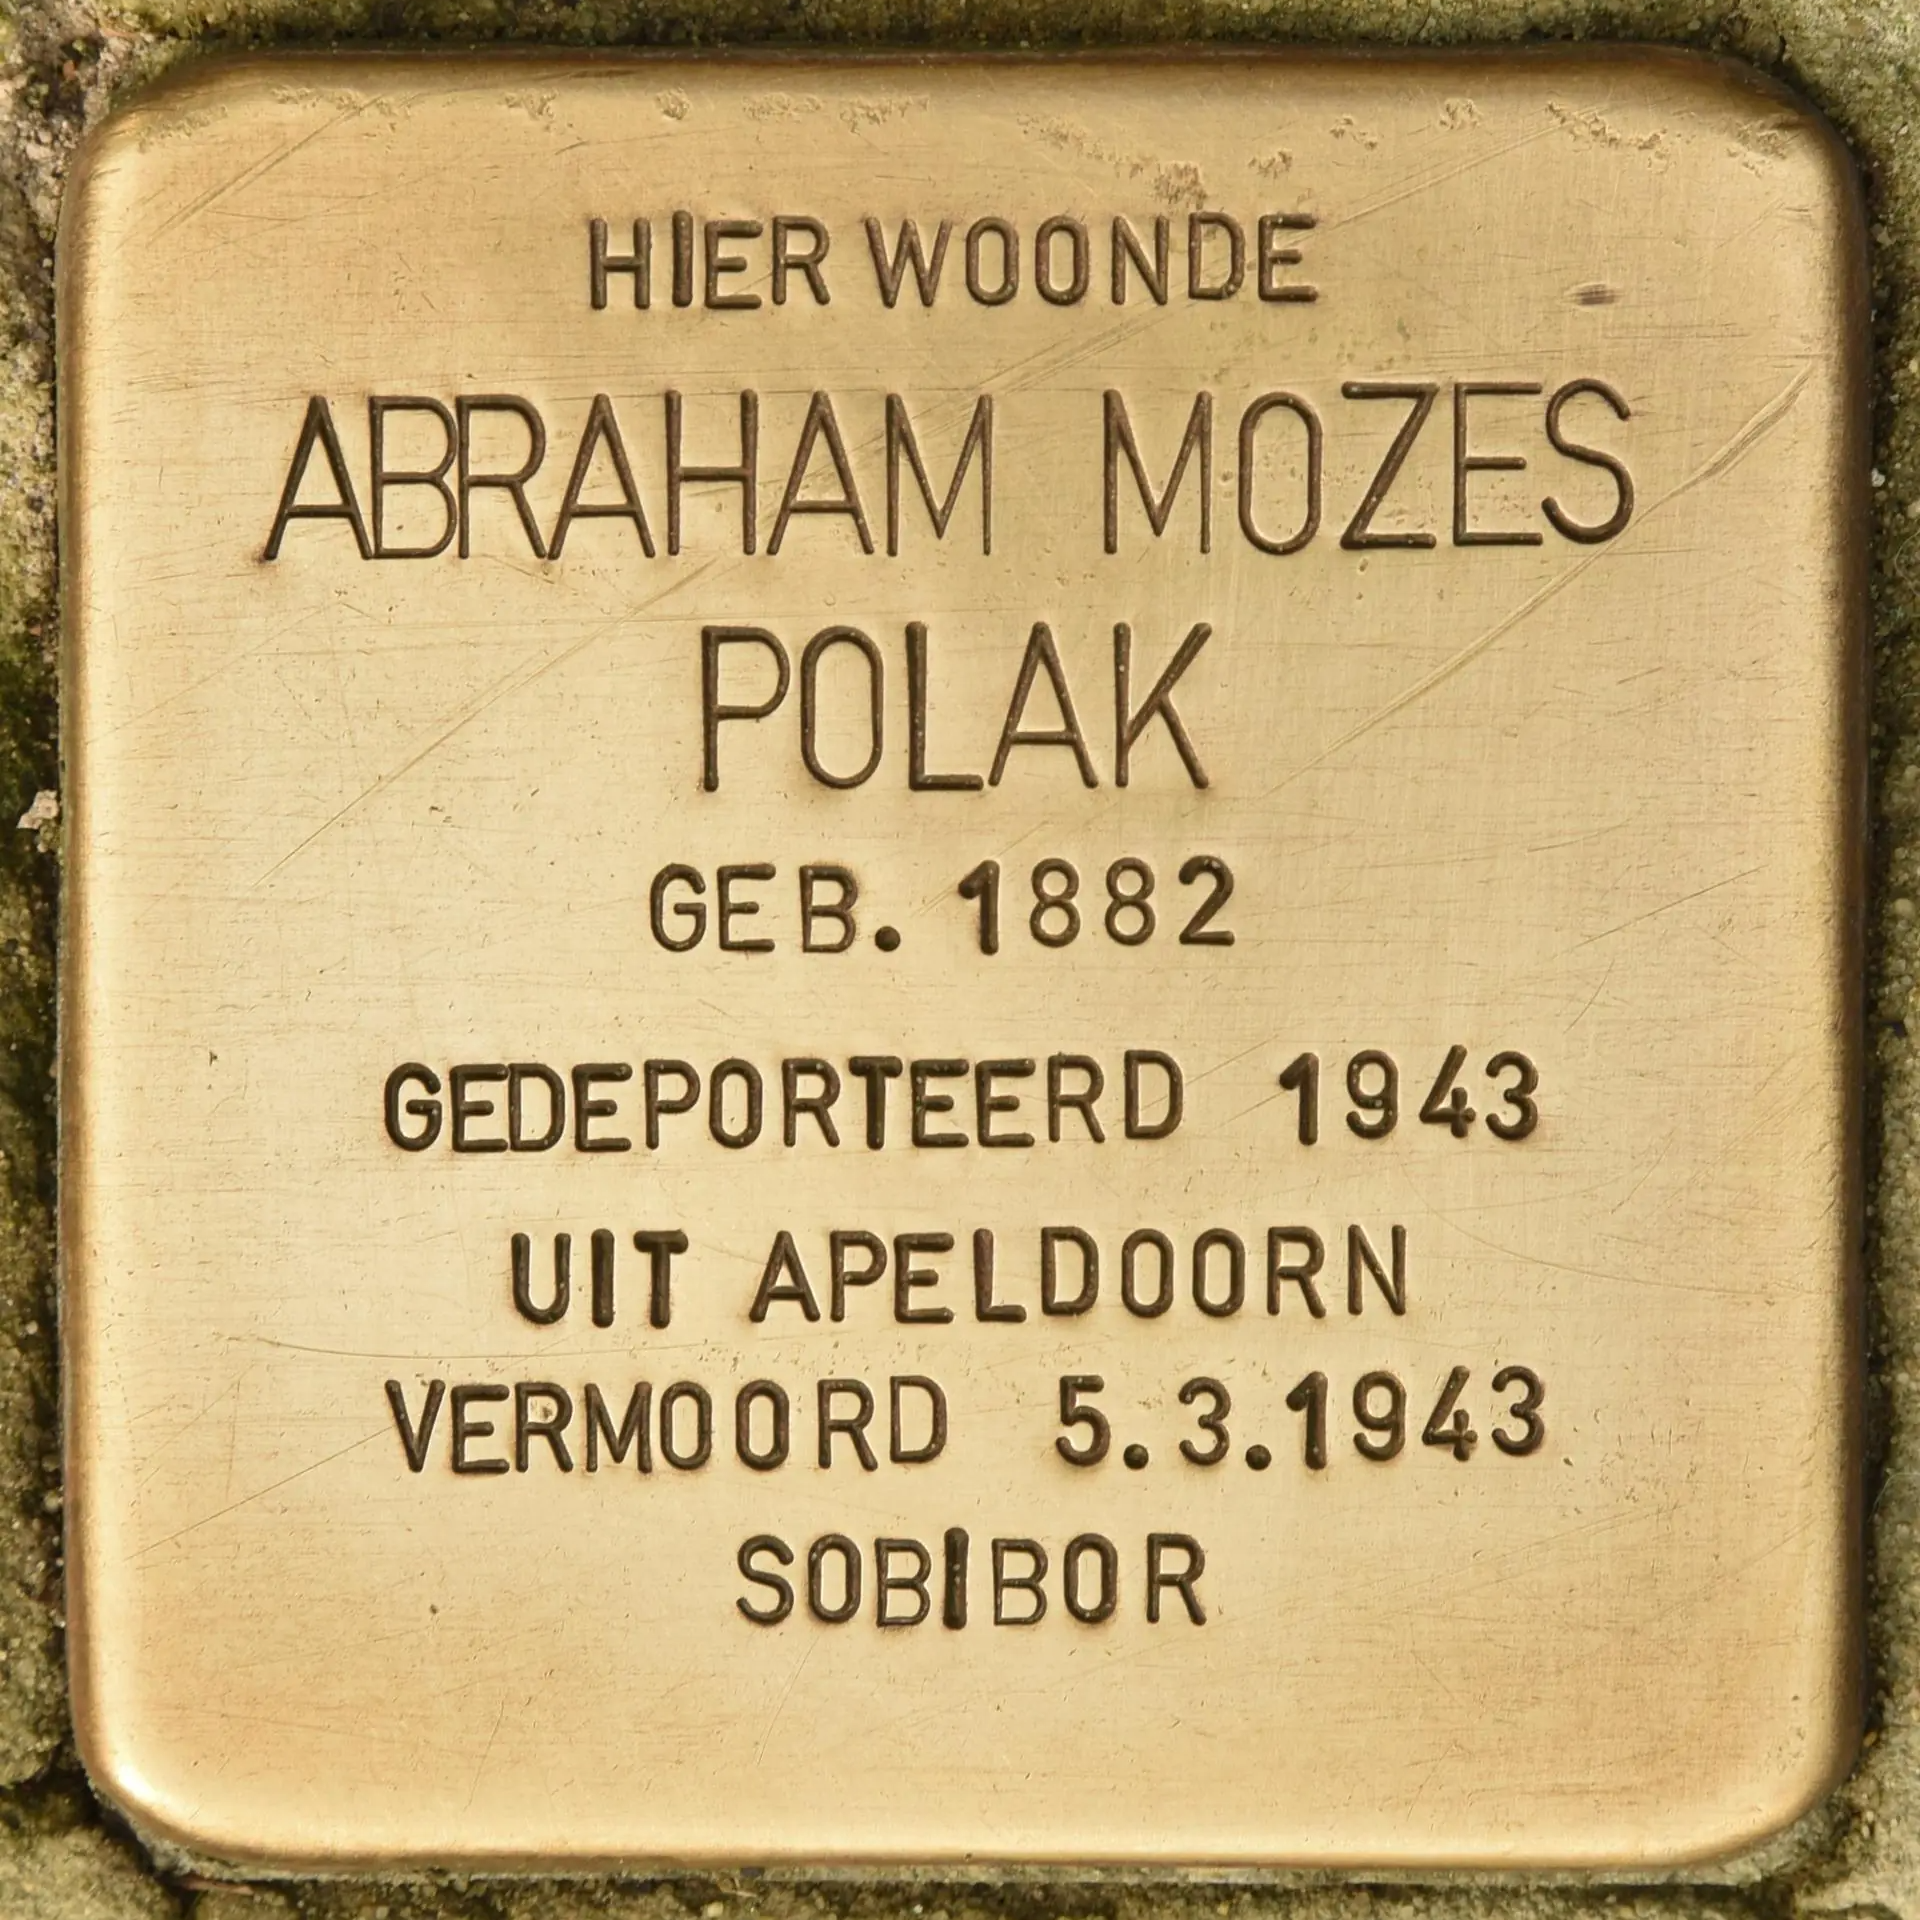 HIER WOONDE
ABRAHAM MOZES
POLAK
GEB. 1882
GEDEPORTEERD 1943
UIT APELDOORN
VERMOORD 5.3.1943
SOBIBOR